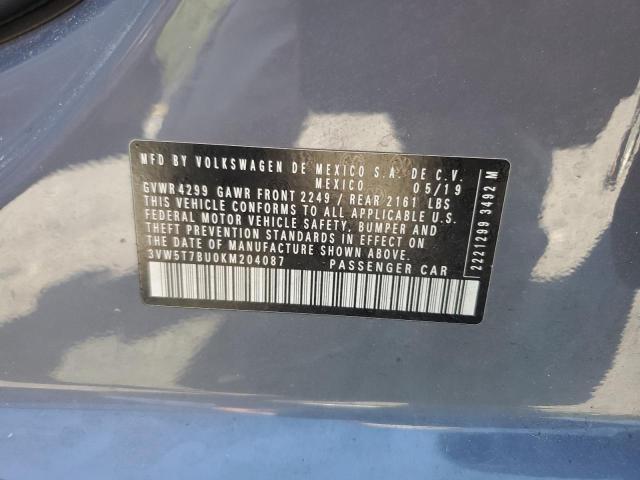 MFD BY VOLKSWAGEN DE MEXICO S.A. DE C.V.
MEXICO 05/19
GVWR 4299 GAWR FRONT 2249 / REAR 2161 LBS
THIS VEHICLE CONFORMS TO ALL APPLICABLE U.S.
FEDERAL MOTOR VEHICLE SAFETY, BUMPER, AND
THEFT PREVENTION STANDARDS IN EFFECT ON
THE DATE OF MANUFACTURE SHOWN ABOVE.
3VW5T7BU0KM204087 PASSENGER CAR
2221299 3492 M